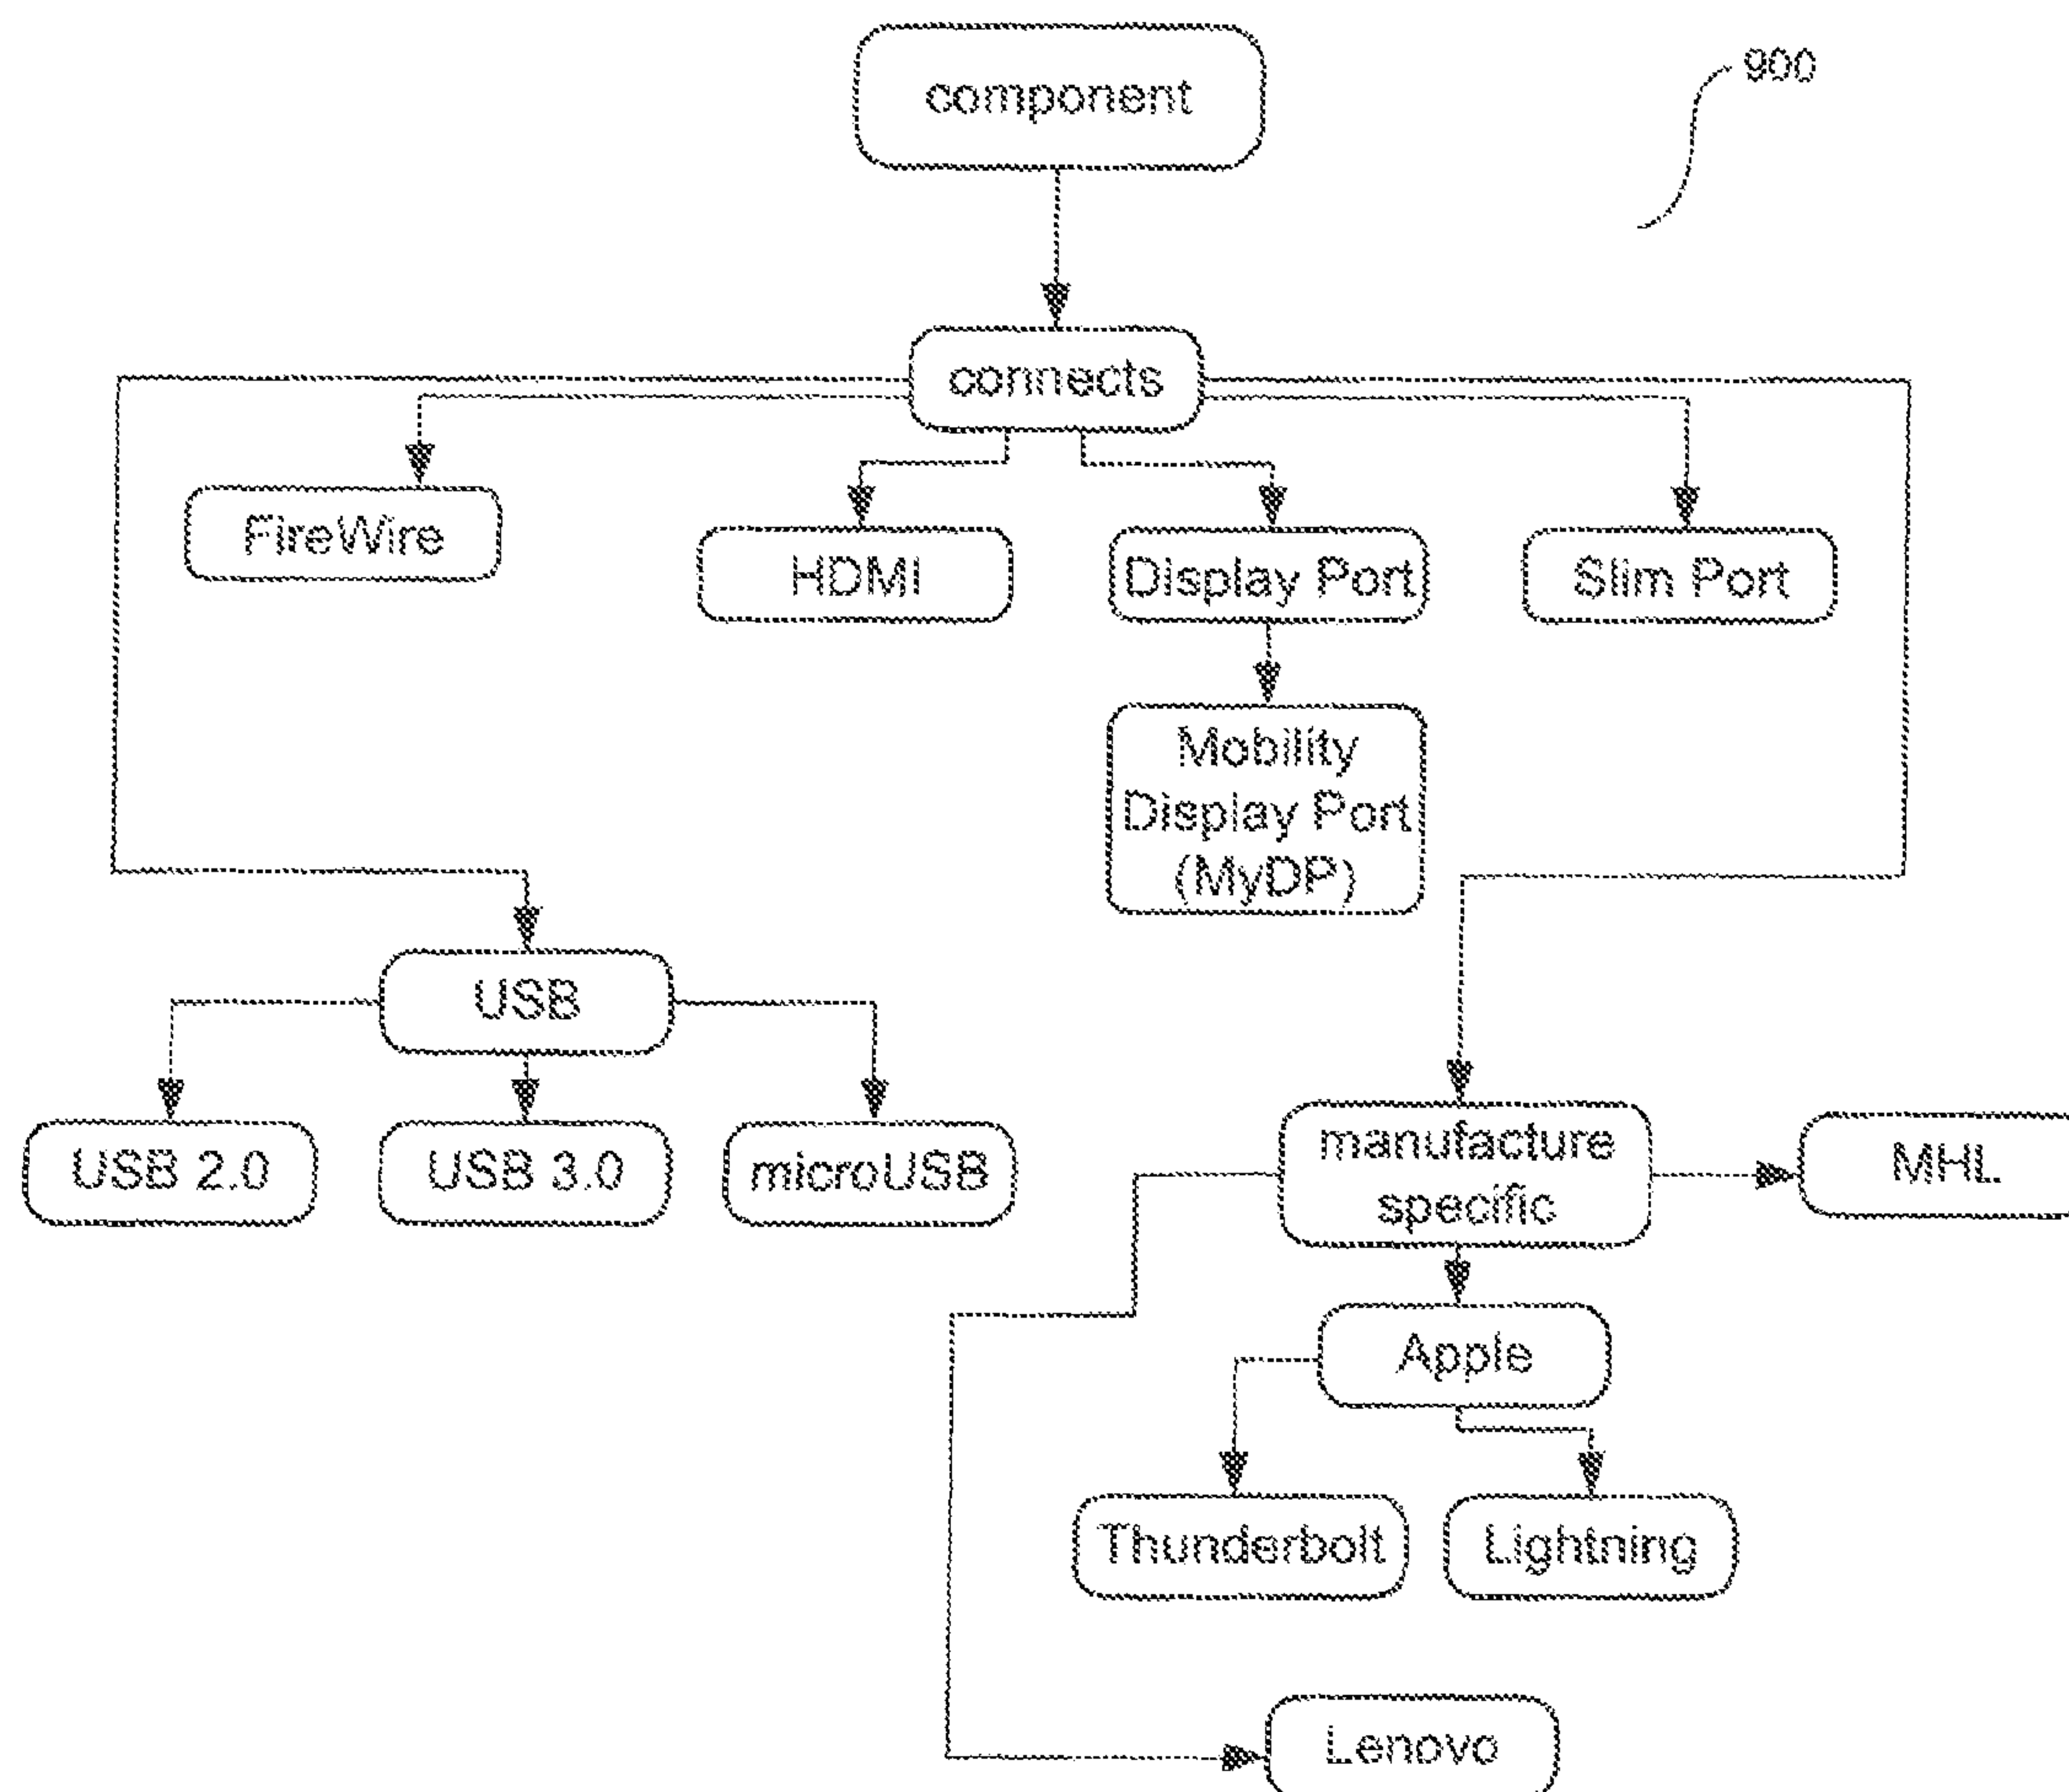 component
900
connects
FireWire
HDMI
Display Port
Slim Port
Mobility
Display Port
(MyDP)
USB
USB 2.0
USB 3.0
microUSB
manufacture
specific
MHL
Apple
Thunderbolt
Lightning
Lenovo